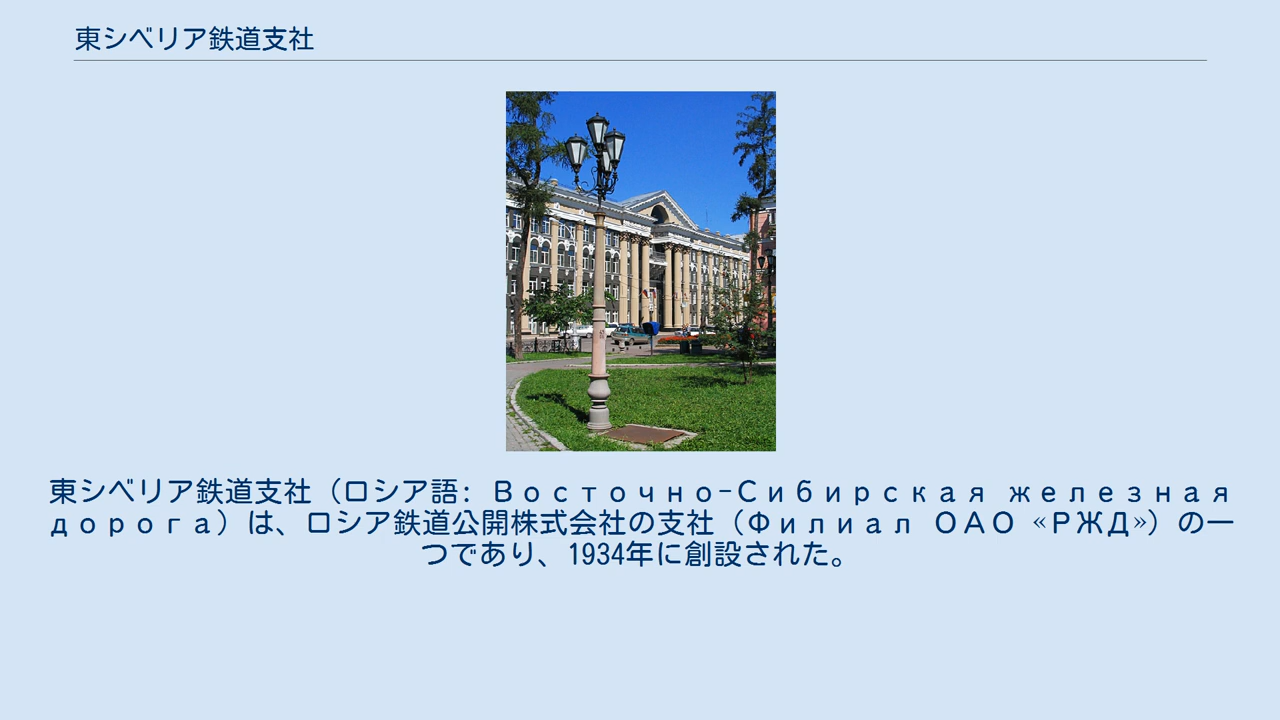 東シベリア鉄道支社
東シベリア鉄道支社（ロシア語: Восточно-Сибирская железная
дорога）は、ロシア鉄道公開株式会社の支社（Филиал ОАО «РЖД»）の一
つであり、1934年に創設された。